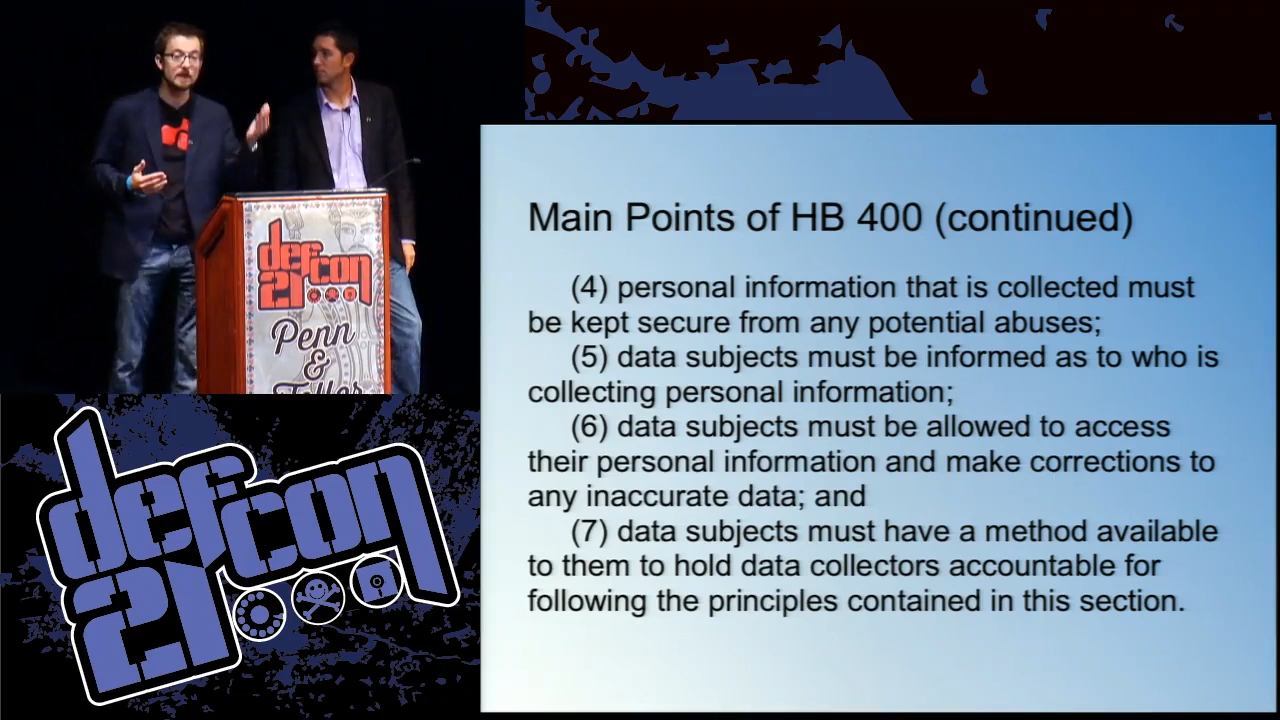 defcon
21
Penn
&
Teller
defcon
21
Main Points of HB 400 (continued)
(4) personal information that is collected must
be kept secure from any potential abuses;
(5) data subjects must be informed as to who is
collecting personal information;
(6) data subjects must be allowed to access
their personal information and make corrections to
any inaccurate data; and
(7) data subjects must have a method available
to them to hold data collectors accountable for
following the principles contained in this section.